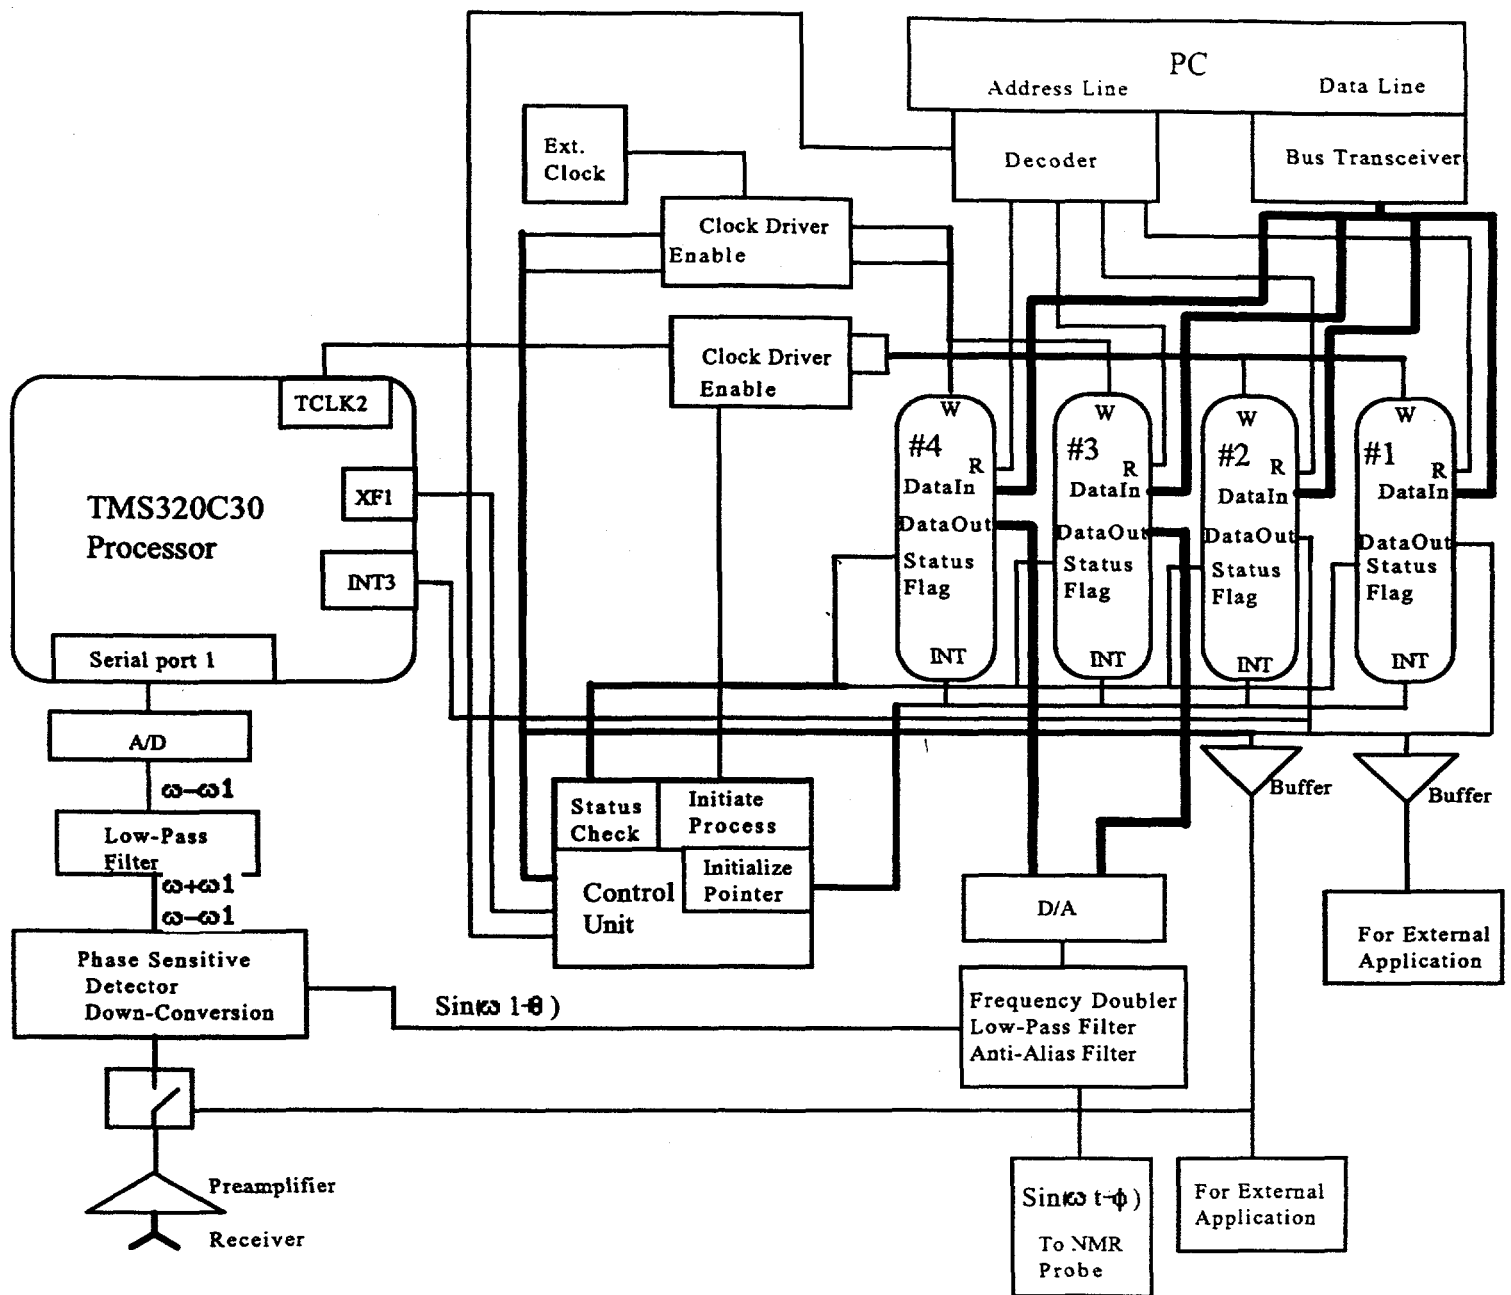 PC
Address Line
Data Line
Ext.
Clock
Decoder
Bus Transceiver
Clock Driver
Enable
Clock Driver
Enable
TCLK2
XF1
TMS320C30
Processor
INT3
Serial port 1
W
#4
R
DataIn
DataOut
Status
Flag
INT
W
#3
R
DataIn
DataOut
Status
Flag
INT
W
#2
R
DataIn
DataOut
Status
Flag
INT
W
#1
R
DataIn
DataOut
Status
Flag
INT
A/D
ω-ω1
Low-Pass
Filter
ω+ω1
ω-ω1
Phase Sensitive
Detector
Down-Conversion
Preamplifier
Receiver
Status
Check
Initiate
Process
Initialize
Pointer
Control
Unit
Buffer
Buffer
D/A
For External
Application
Sin(ω 1-θ )
Frequency Doubler
Low-Pass Filter
Anti-Alias Filter
Sin(ω t-ϕ)
To NMR
Probe
For External
Application